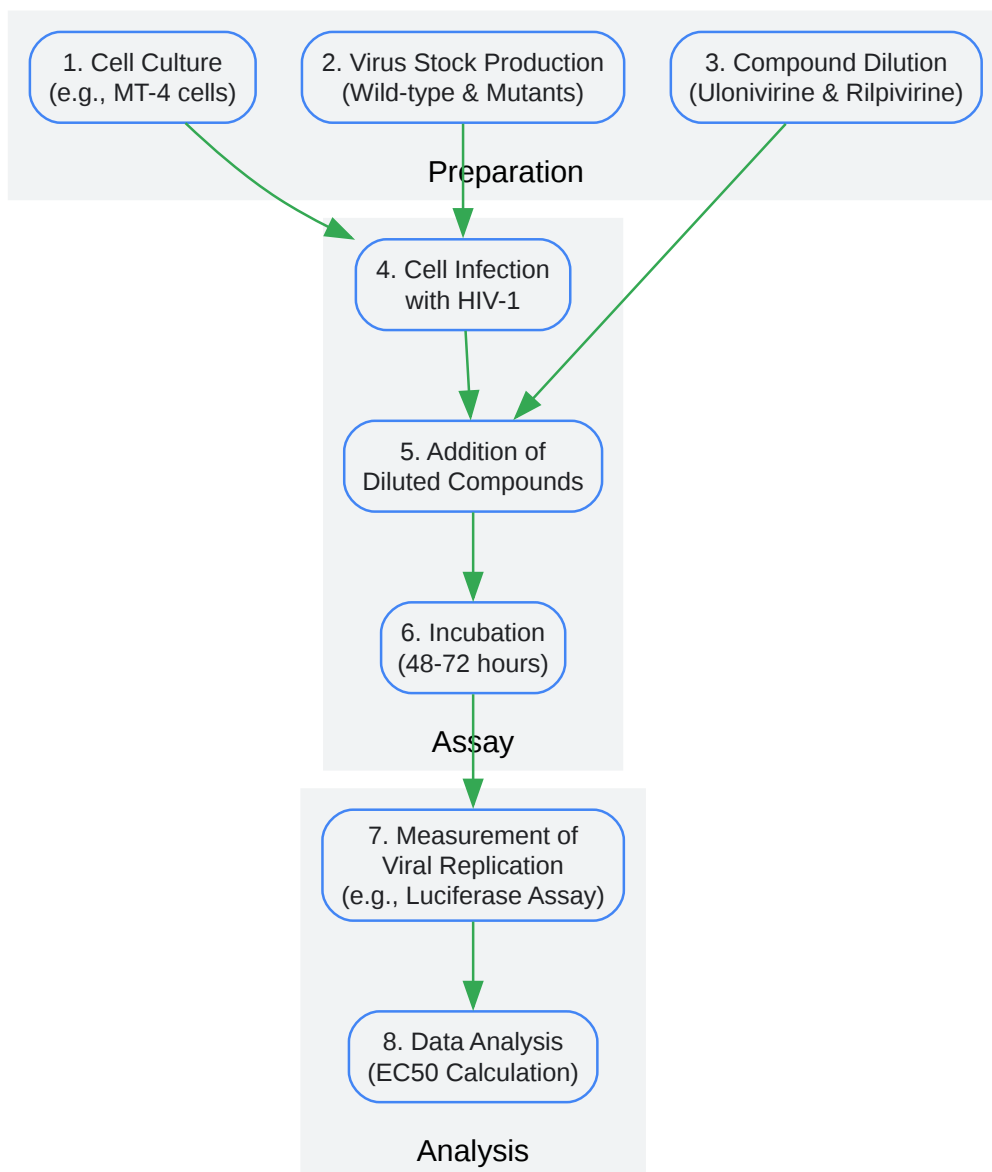 1. Cell Culture
(e.g., MT-4 cells)
2. Virus Stock Production
(Wild-type & Mutants)
3. Compound Dilution
(Ulonivirine & Rilpivirine)
Preparation
4. Cell Infection
with HIV-1
5. Addition of
Diluted Compounds
6. Incubation
(48-72 hours)
Assay
7. Measurement of
Viral Replication
(e.g., Luciferase Assay)
8. Data Analysis
(EC50 Calculation)
Analysis